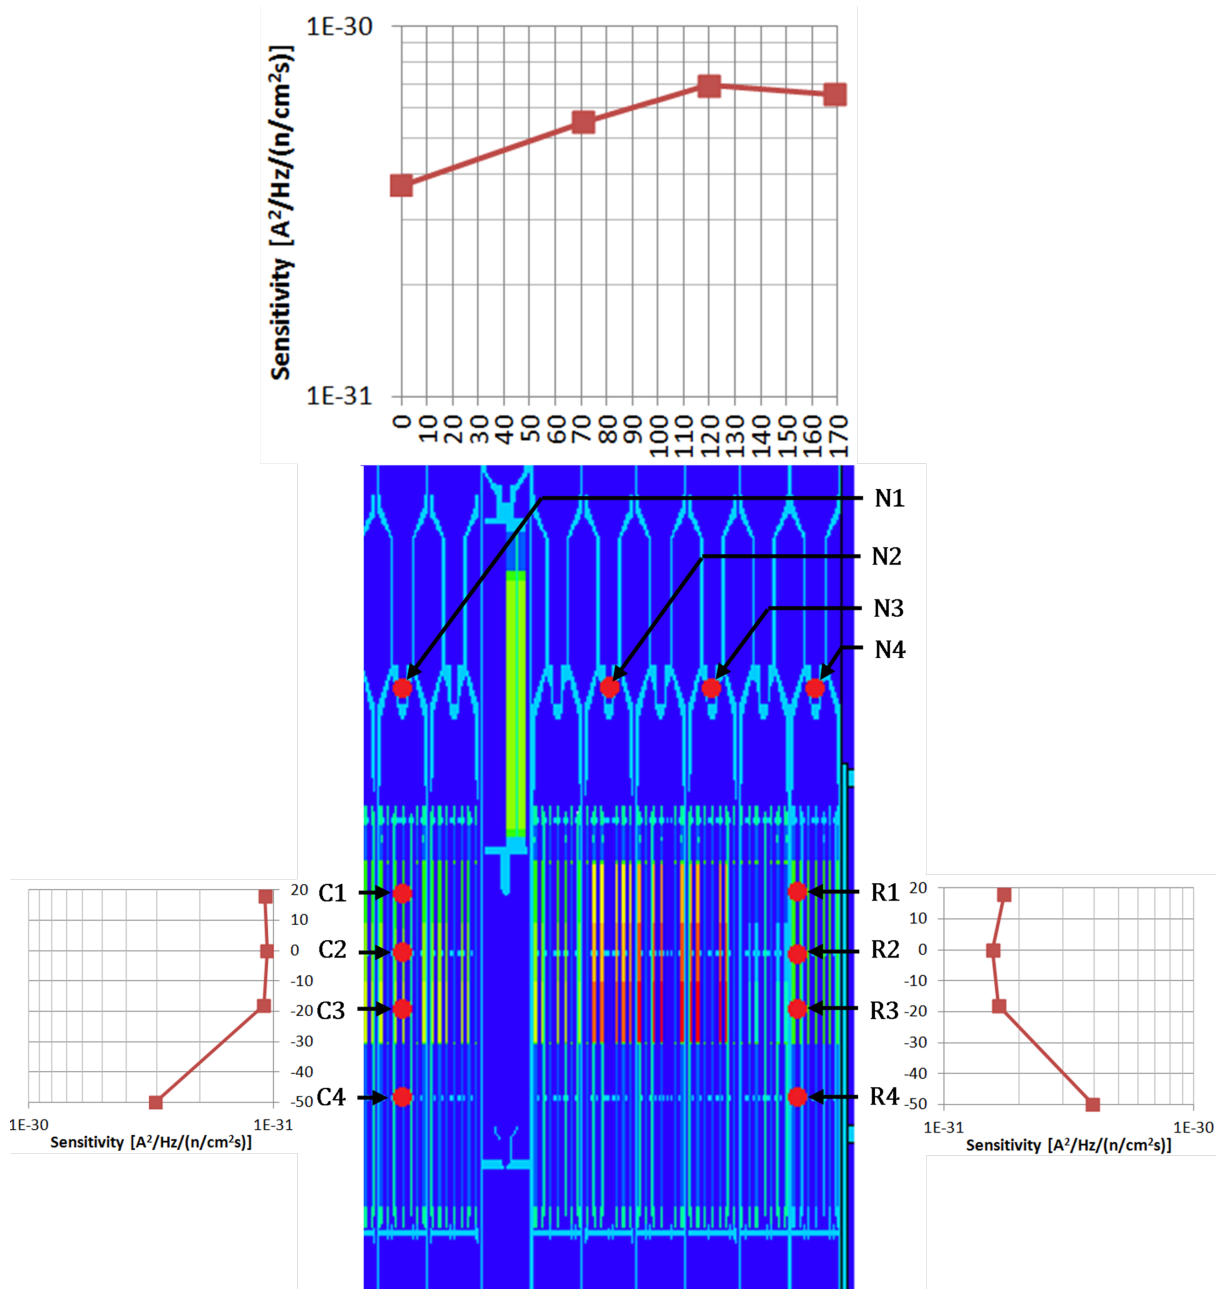 1E-30
Sensitivity [A²/Hz/(n/cm²s)]
1E-31
0 10 20 30 40 50 60 70 80 90 100 110 120 130 140 150 160 170
N1
N2
N3
N4
C1
C2
C3
C4
R1
R2
R3
R4
20
10
0
-10
-20
-30
-40
-50
1E-30 1E-31
Sensitivity [A²/Hz/(n/cm²s)]
20
10
0
-10
-20
-30
-40
-50
1E-31 1E-30
Sensitivity [A²/Hz/(n/cm²s)]